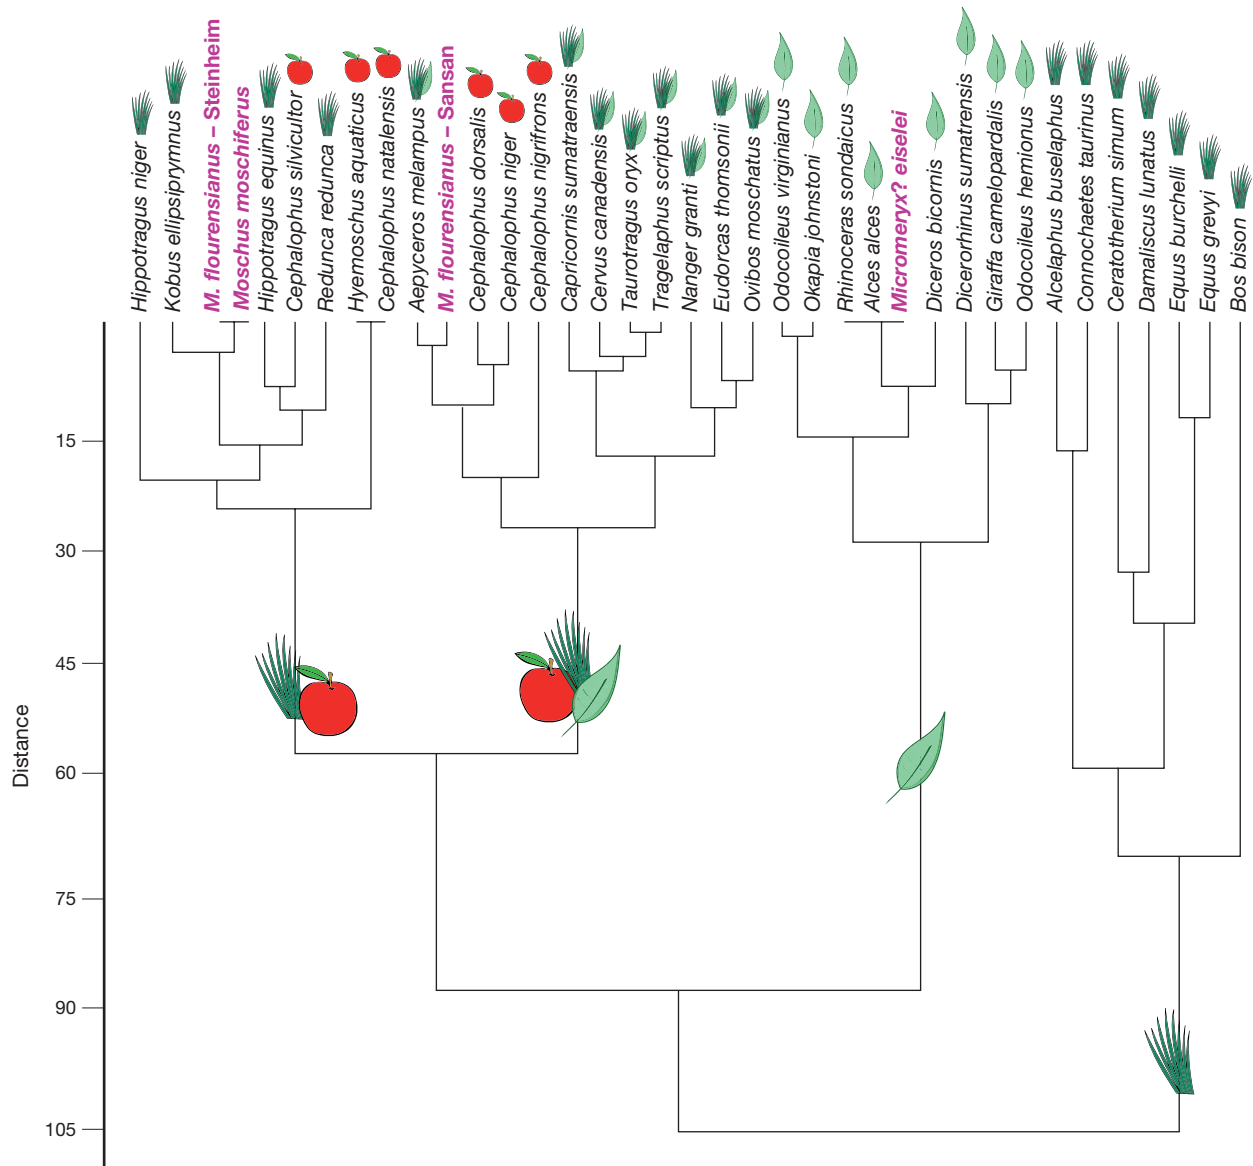 Hippotragus niger
Kobus ellipsiprymnus
M. flourensianus – Steinheim
Moschus moschiferus
Hippotragus equinus
Cephalophus silvicultor
Redunca redunca
Hyemoschus aquaticus
Cephalophus natalensis
Aepyceros melampus
M. flourensianus – Sansan
Cephalophus dorsalis
Cephalophus niger
Cephalophus nigrifrons
Capricornis sumatraensis
Cervus canadensis
Taurotragus oryx
Tragelaphus scriptus
Nanger granti
Eudorcas thomsonii
Ovibos moschatus
Odocoileus virginianus
Okapia johnstoni
Rhinoceras sondaicus
Alces alces
Micromeryx? eiselei
Diceros bicornis
Dicerorhinus sumatrensis
Giraffa camelopardalis
Odocoileus hemionus
Alcelaphus buselaphus
Connochaetes taurinus
Ceratotherium simum
Damaliscus lunatus
Equus burchelli
Equus grevyi
Bos bison
15
30
45
60
75
90
105
Distance